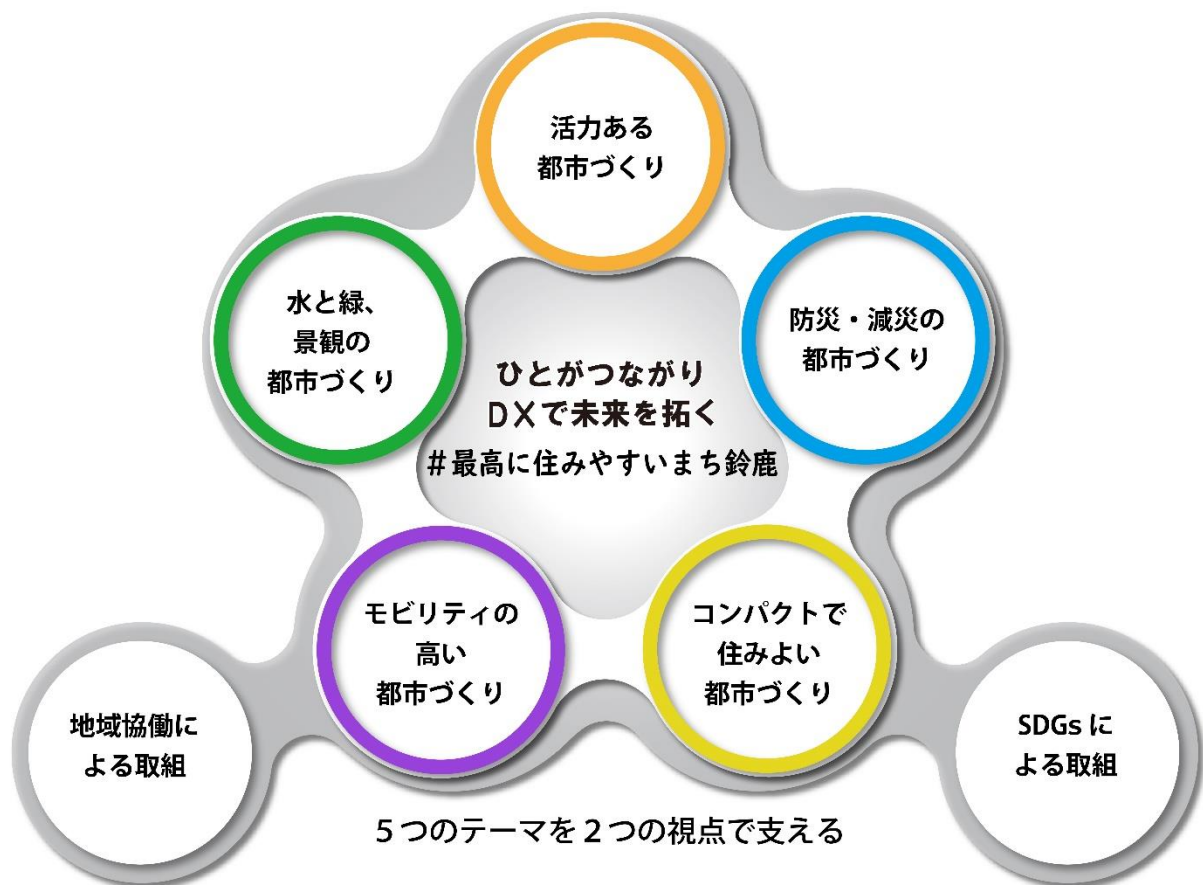 活力ある
都市づくり
水と緑、
景観の
都市づくり
防災・減災の
都市づくり
ひとがつながり
DXで未来を拓く
#最高に住みやすいまち鈴鹿
モビリティの
高い
都市づくり
コンパクトで
住みよい
都市づくり
地域協働に
よる取組
SDGsに
よる取組
5つのテーマを2つの視点で支える